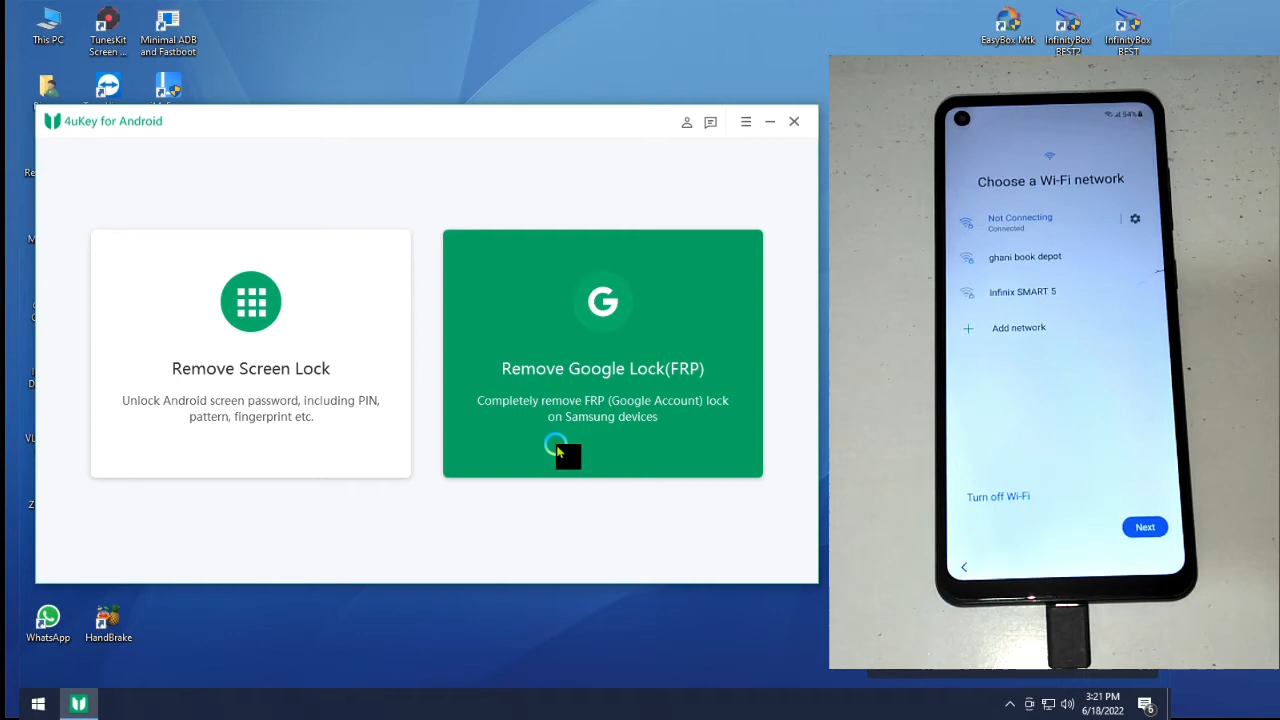 This PC
TunesKit
Screen ...
Minimal ADB
and Fastboot
EasyBox Mtk
InfinityBox
BEST2
InfinityBox
BEST
4uKey for Android
Remove Screen Lock
Unlock Android screen password, including PIN,
pattern, fingerprint etc.
Remove Google Lock(FRP)
Completely remove FRP (Google Account) lock
on Samsung devices
54%
Choose a Wi-Fi network
Not Connecting
Connected
ghani book depot
Infinix SMART 5
Add network
Turn off Wi-Fi
Next
WhatsApp
HandBrake
3:21 PM
6/18/2022
5